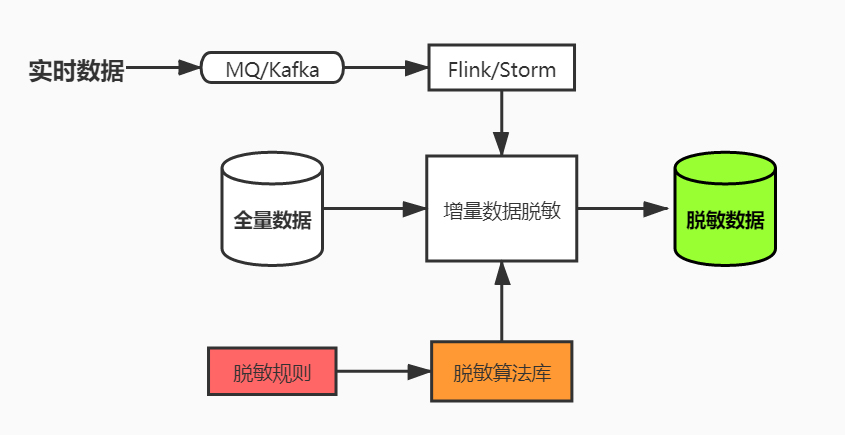 实时数据
MQ/Kafka
Flink/Storm
全量数据
增量数据脱敏
脱敏数据
脱敏规则
脱敏算法库